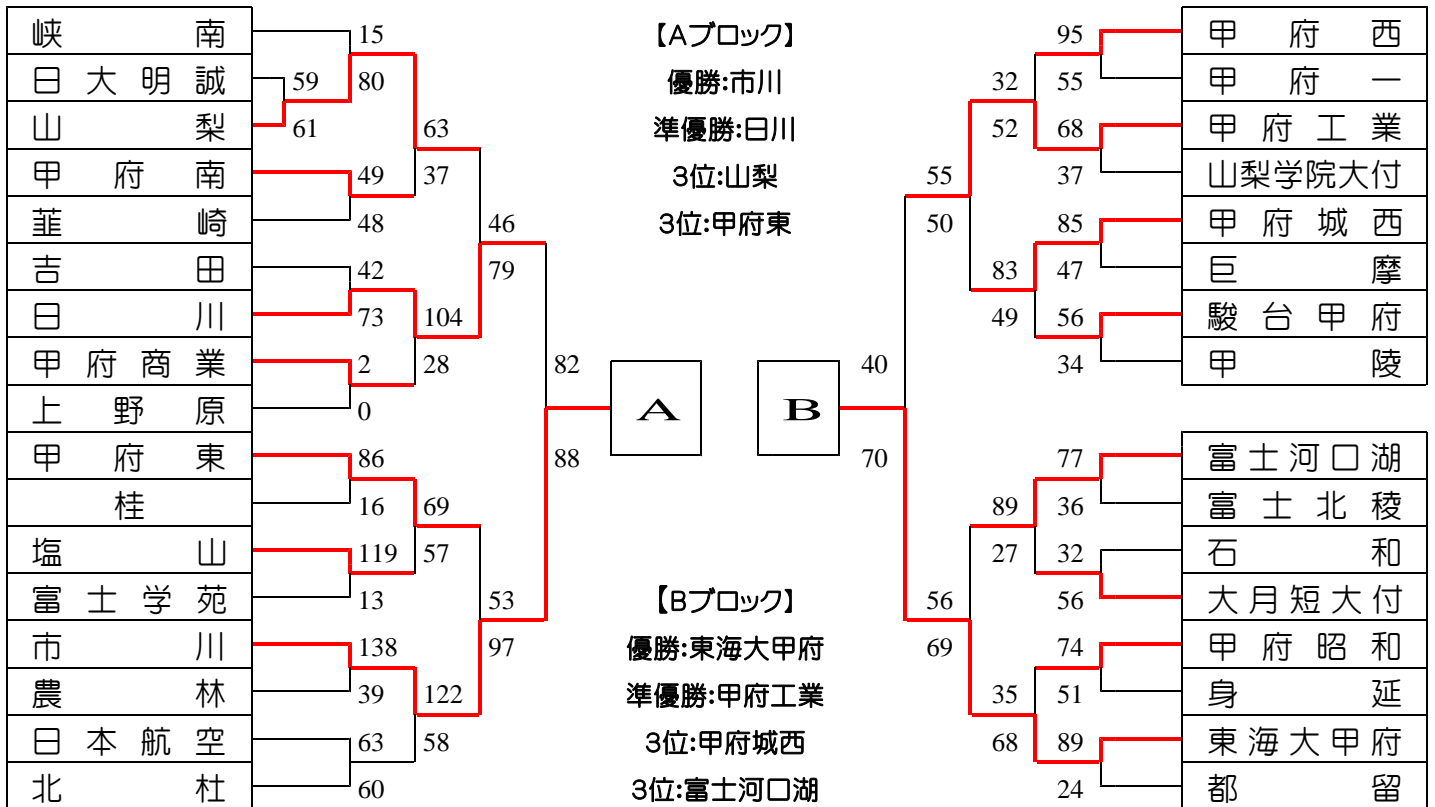 峡南
日大明誠
山梨
甲府南
韮崎
吉田
日川
甲府商業
上野原
甲府東
桂
塩山
富士学苑
市川
農林
日本航空
北杜
59
61
15
80
49
48
42
73
2
0
86
16
119
13
138
39
63
60
63
37
104
28
69
57
122
58
46
79
53
97
82
88
【Aブロック】
優勝:市川
準優勝:日川
3位:山梨
3位:甲府東
A
B
【Bブロック】
優勝:東海大甲府
準優勝:甲府工業
3位:甲府城西
3位:富士河口湖
40
70
55
50
56
69
32
52
83
49
89
27
35
68
95
55
68
37
85
47
56
34
77
36
32
56
74
51
89
24
甲府西
甲府一
甲府工業
山梨学院大付
甲府城西
巨摩
駿台甲府
甲陵
富士河口湖
富士北稜
石和
大月短大付
甲府昭和
身延
東海大甲府
都留